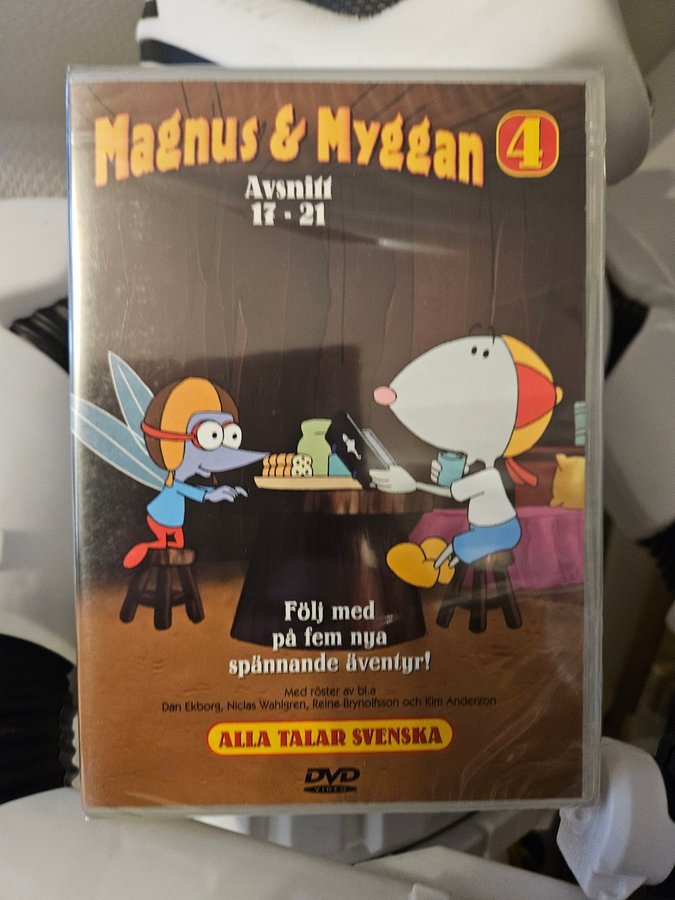 Magnus & Myggan
4
Avsnitt
17 - 21
Följ med
på fem nya
spännande äventyr!
Med röster av bl.a
Dan Ekborg, Niclas Wahlgren, Reine Brynolfsson och Kim Anderzon
ALLA TALAR SVENSKA
DVD
VIDEO